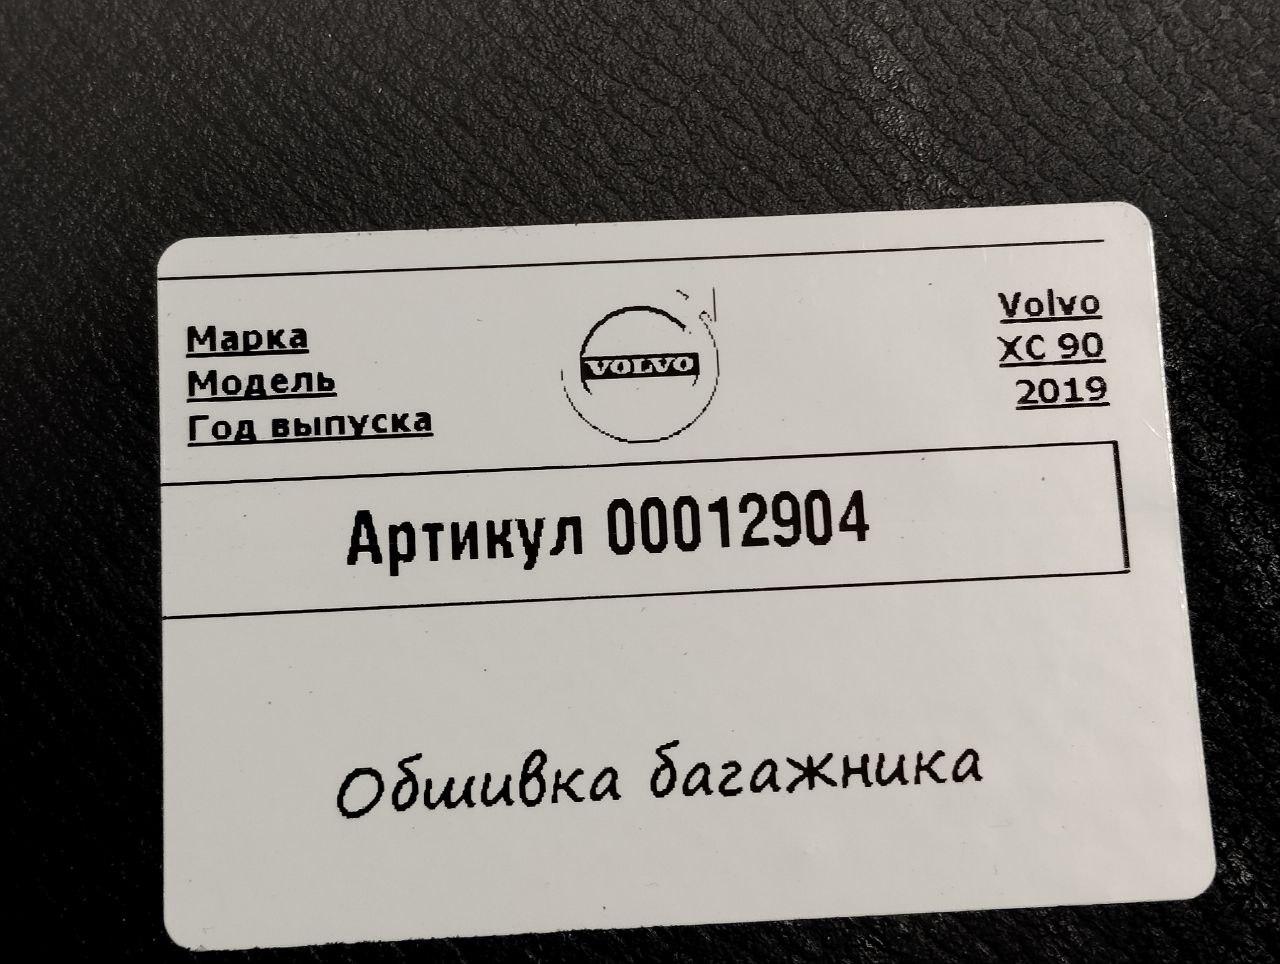 Марка Volvo
Модель XC 90
Год выпуска 2019
VOLVO
Артикул 00012904
Обшивка багажника